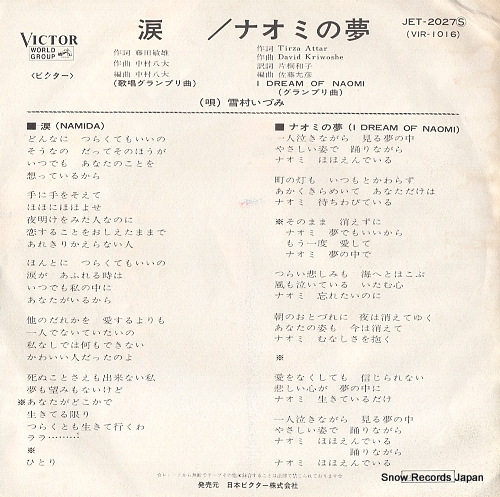 VICTOR
WORLD GROUP
<ビクター>
涙 / ナオミの夢
JET-2027Ⓢ
(VIR-1016)
作詞 藤田敏雄
作曲 中村八大
編曲 中村八大
(歌唱グランプリ曲)
作詞 Tirza Attar
作曲 David Kriwoshe
訳詞 片桐和子
編曲 佐藤允彦
I DREAM OF NAOMI
(グランプリ曲)
(唄) 雪村いづみ
■涙 (NAMIDA)
どんなに つらくてもいいの
そうなの だってそのほうが
いつでも あなたのことを
想っているから
手に手をそえて
ほほにほほよせ
夜明けをみた人なのに
恋することをおしえたままで
あれきりかえらない人
ほんとに つらくてもいいの
涙が あふれる時は
いつでも私の中に
あなたがいるから
他のだれかを 愛するよりも
一人でないていたいの
私なしでは何もできない
かわいい人だったのよ
死ぬことさえも出来ない私
夢も望みもないけど
※あなたがどこかで
生きてる限り
つらくとも生きて行くわ
ララ………
※
ひとり
■ナオミの夢 (I DREAM OF NAOMI)
一人泣きながら 見る夢の中
やさしい姿で 踊りながら
ナオミ ほほえんでいる
町の灯も いつもとかわらず
あかくきらめいて あなただけは
ナオミ 待ちわびている
※そのまま 消えずに
ナオミ 夢でもいいから
もう一度 愛して
ナオミ 夢の中で
つらい悲しみも 海へとはこぶ
風も泣いている いたむ心
ナオミ 忘れたいのに
朝のおとづれに 夜は消えてゆく
あなたの姿も 今は消えて
ナオミ むなしさを抱く
※
愛をなくしても 信じられない
悲しい心が 夢の中に
ナオミ 生きているだけ
一人泣きながら 見る夢の中
やさしい姿で 踊りながら
ナオミ ほほえんでいる
踊りながら
ナオミ ほほえんでいる
発売元 日本ビクター株式会社
Snow Records Japan